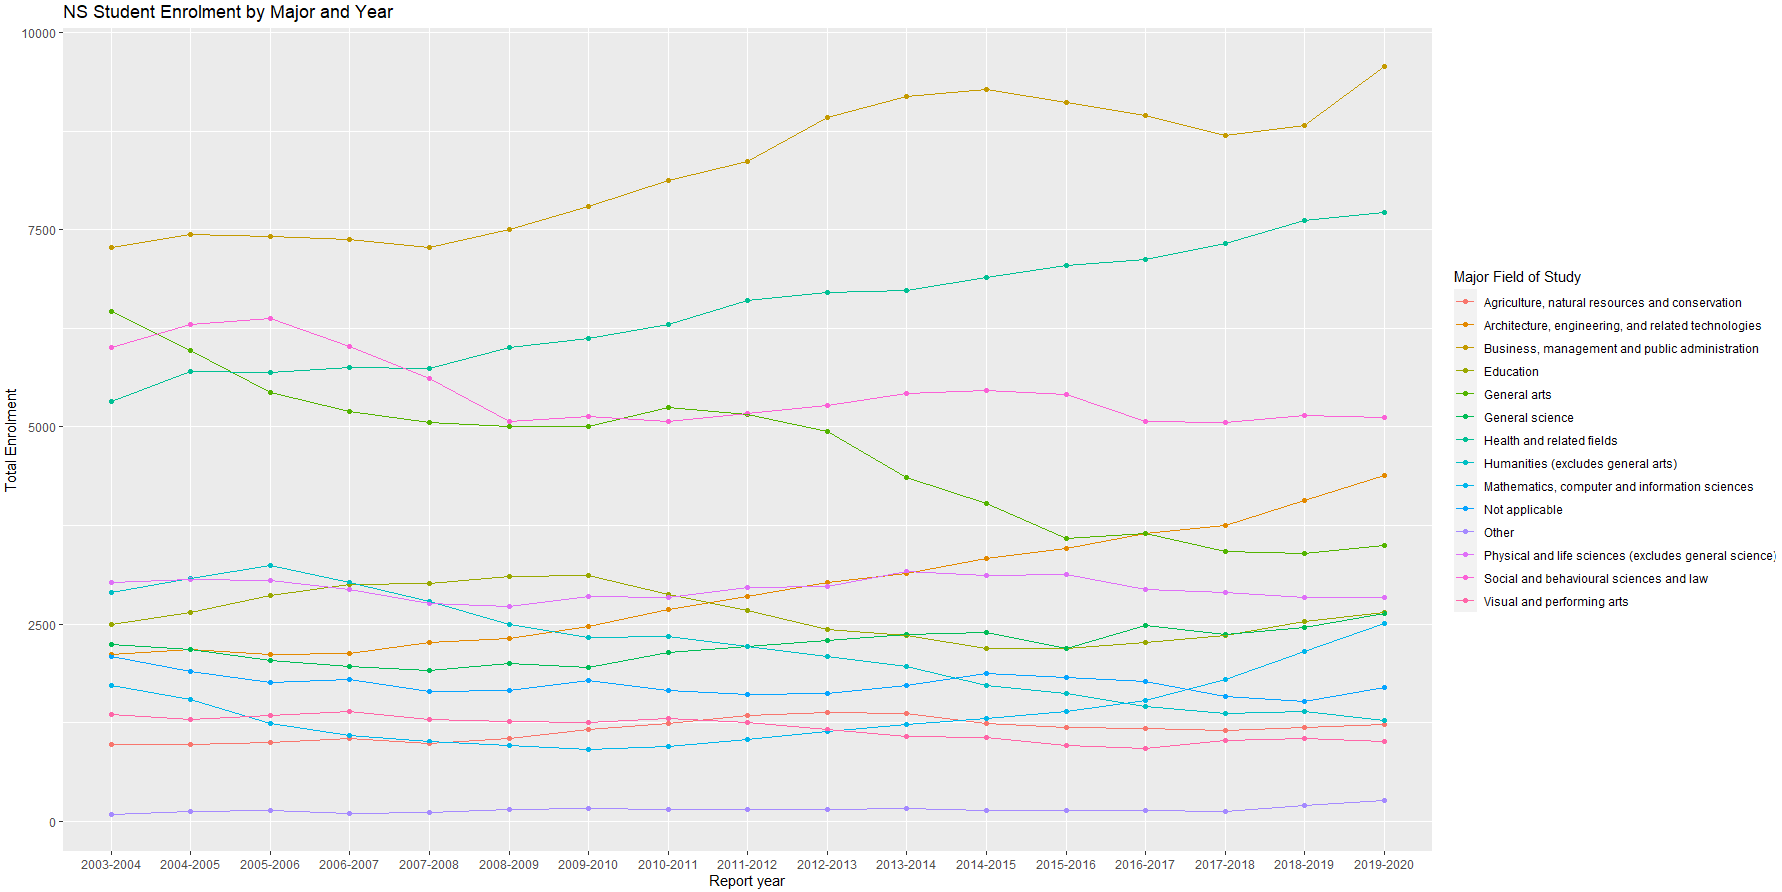 NS Student Enrolment by Major and Year
10000
7500
5000
2500
0
Total Enrolment
2003-2004 2004-2005 2005-2006 2006-2007 2007-2008 2008-2009 2009-2010 2010-2011 2011-2012 2012-2013 2013-2014 2014-2015 2015-2016 2016-2017 2017-2018 2018-2019 2019-2020
Report year
Major Field of Study
Agriculture, natural resources and conservation
Architecture, engineering, and related technologies
Business, management and public administration
Education
General arts
General science
Health and related fields
Humanities (excludes general arts)
Mathematics, computer and information sciences
Not applicable
Other
Physical and life sciences (excludes general science)
Social and behavioural sciences and law
Visual and performing arts